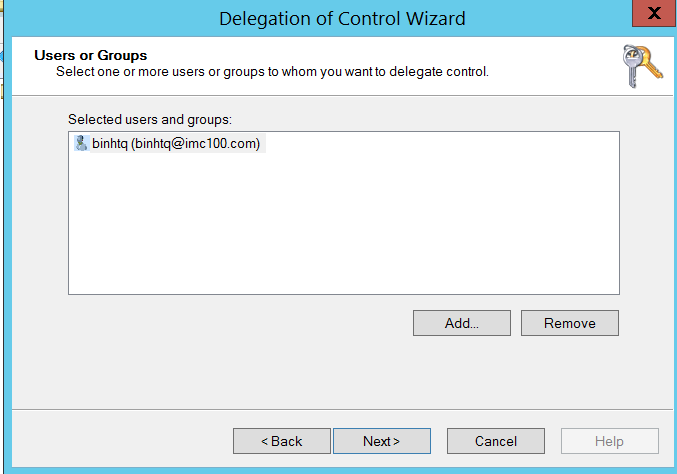 Delegation of Control Wizard
X
Users or Groups
Select one or more users or groups to whom you want to delegate control.
Selected users and groups:
binhtq (binhtq@imc100.com)
Add...
Remove
< Back
Next >
Cancel
Help